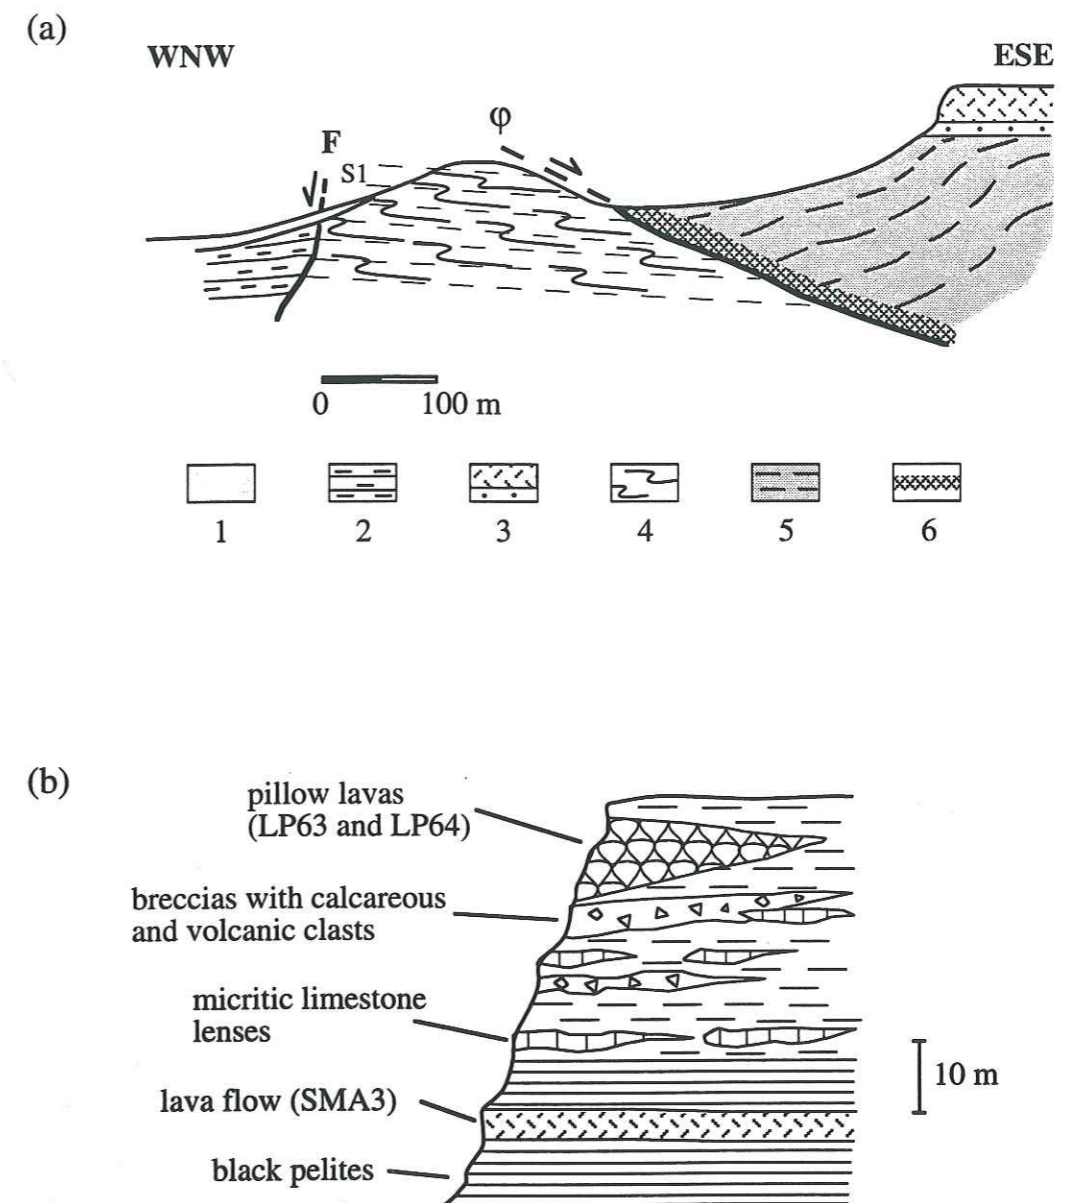 (a)
WNW
ESE
φ
F
S1
0 100 m
1 2 3 4 5 6
(b)
pillow lavas
(LP63 and LP64)
breccias with calcareous
and volcanic clasts
micritic limestone
lenses
10 m
lava flow (SMA3)
black pelites